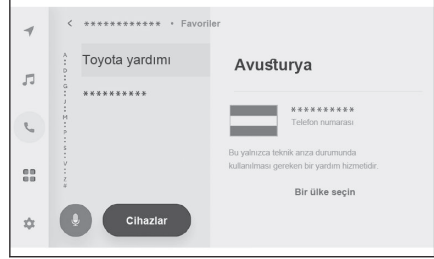 < ************ • Favoriler
A
D
G
J
M
P
S
V
Z
#
Toyota yardımı
**********
Cihazlar
Avusturya
**********
Telefon numarası
Bu yalnızca teknik arıza durumunda
kullanılması gereken bir yardım hizmetidir.
Bir ülke seçin